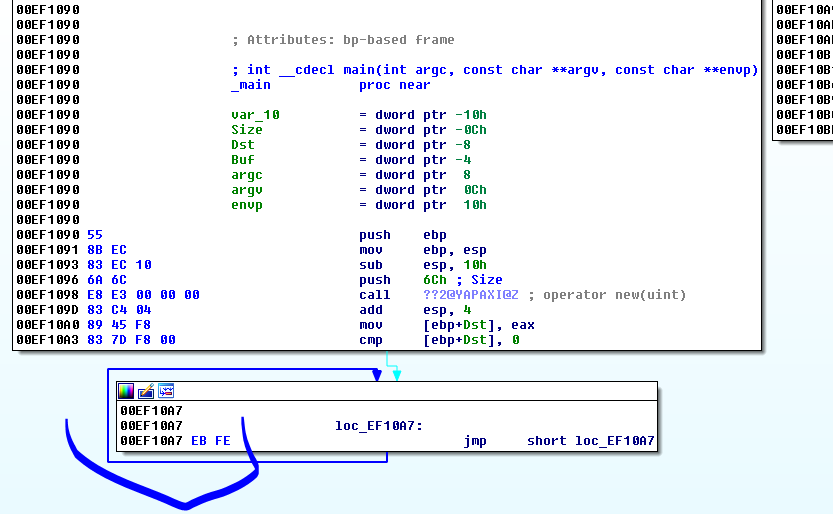 00EF1090
00EF1090
00EF1090 ; Attributes: bp-based frame
00EF1090
00EF1090 ; int __cdecl main(int argc, const char **argv, const char **envp)
00EF1090 _main proc near
00EF1090
00EF1090 var_10 = dword ptr -10h
00EF1090 Size = dword ptr -0Ch
00EF1090 Dst = dword ptr -8
00EF1090 Buf = dword ptr -4
00EF1090 argc = dword ptr 8
00EF1090 argv = dword ptr 0Ch
00EF1090 envp = dword ptr 10h
00EF1090
00EF1090 55 push ebp
00EF1091 8B EC mov ebp, esp
00EF1093 83 EC 10 sub esp, 10h
00EF1096 6A 6C push 6Ch ; Size
00EF1098 E8 E3 00 00 00 call ??2@YAPAXI@Z ; operator new(uint)
00EF109D 83 C4 04 add esp, 4
00EF10A0 89 45 F8 mov [ebp+Dst], eax
00EF10A3 83 7D F8 00 cmp [ebp+Dst], 0
00EF10A7
00EF10A7 loc_EF10A7:
00EF10A7 EB FE jmp short loc_EF10A7